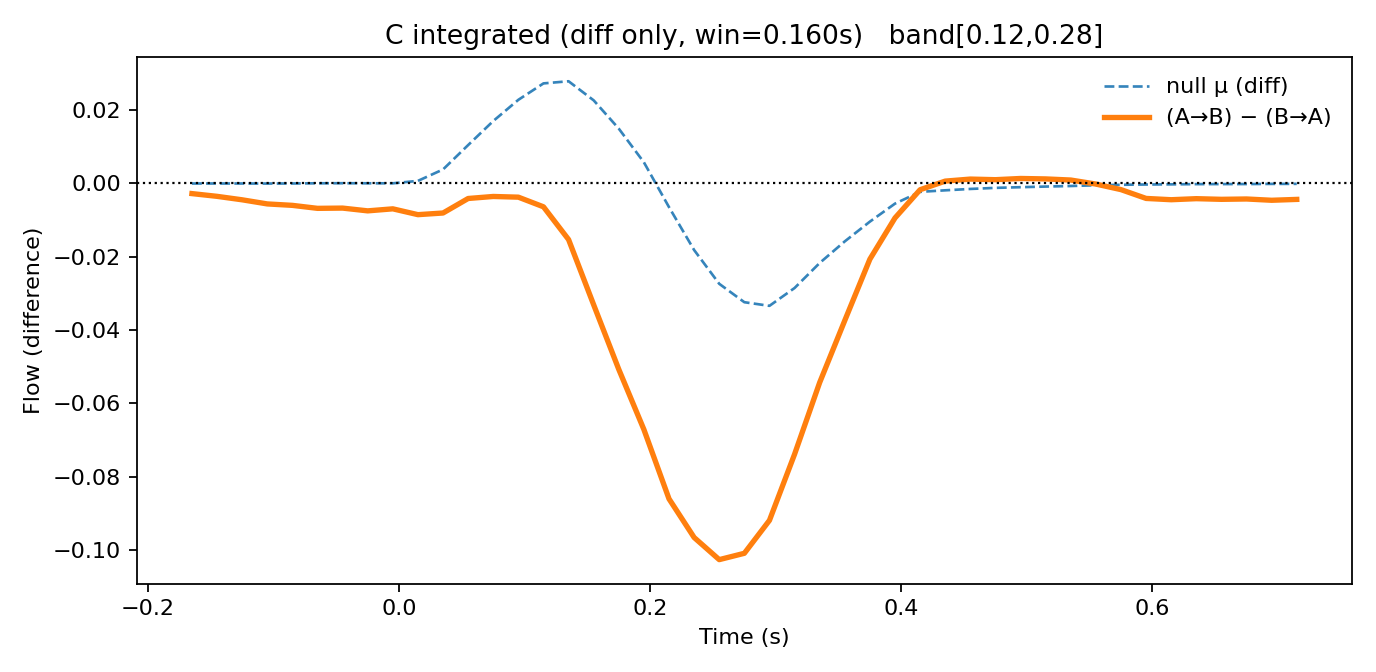 C integrated (diff only, win=0.160s)   band[0.12,0.28]
null μ (diff)
(A→B) − (B→A)
Flow (difference)
0.02
0.00
−0.02
−0.04
−0.06
−0.08
−0.10
−0.2
0.0
0.2
0.4
0.6
Time (s)